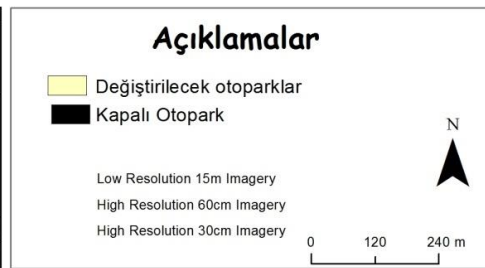 Açıklamalar
Değiştirilecek otoparklar
Kapalı Otopark
N
Low Resolution 15m Imagery
High Resolution 60cm Imagery
High Resolution 30cm Imagery
0 120 240 m